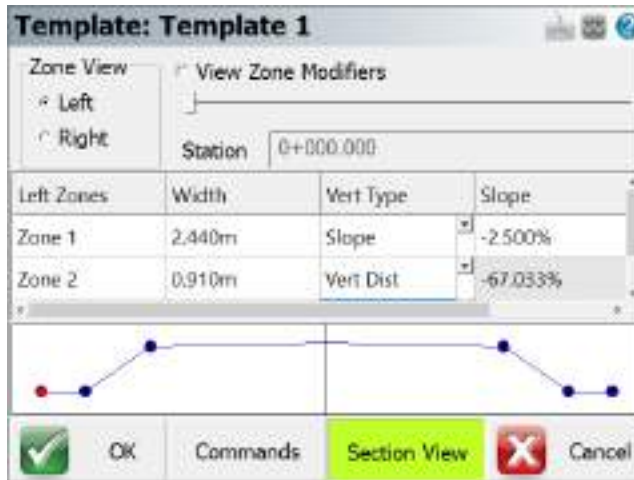 Template: Template 1
Zone View
View Zone Modifiers
Left
Right
Station 0+000.000
Left Zones Width Vert Type Slope
Zone 1 2.440m Slope -2.500%
Zone 2 0.910m Vert Dist -67.033%
OK Commands Section View Cancel